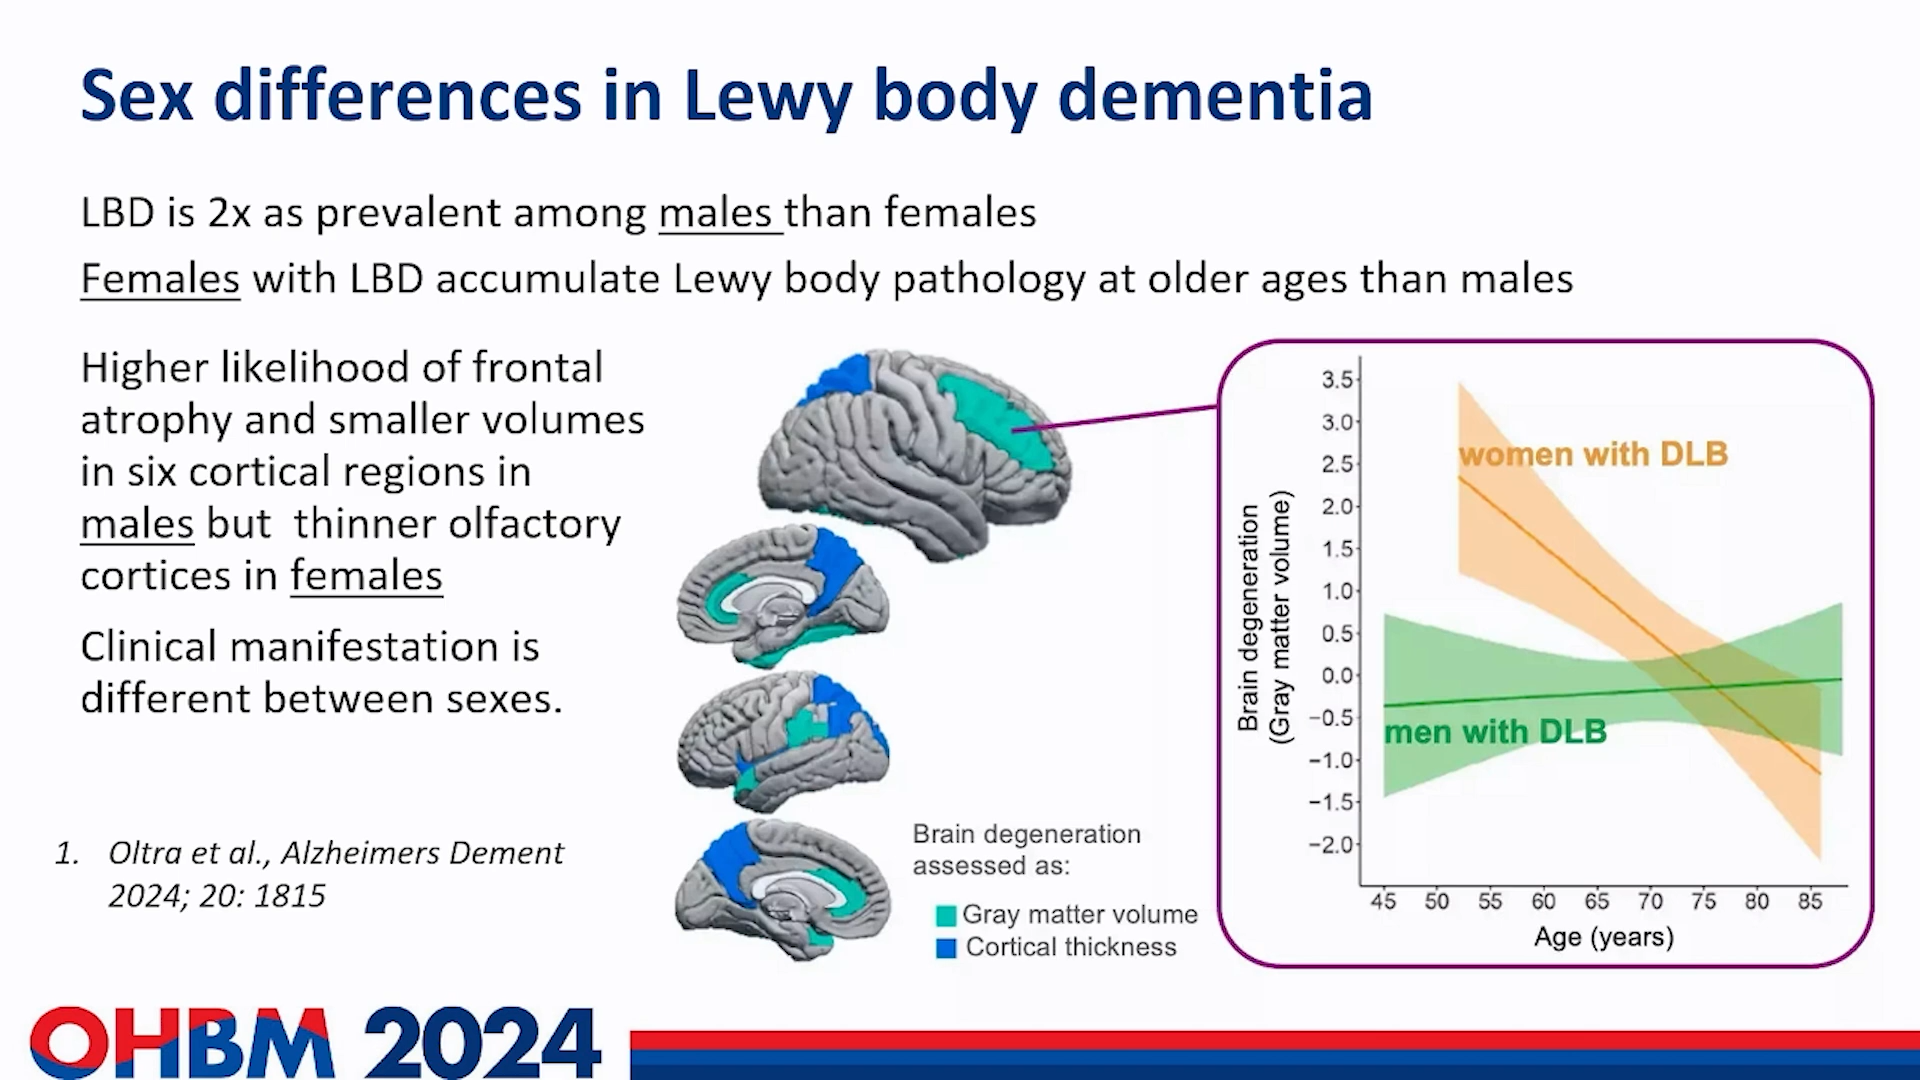 Sex differences in Lewy body dementia
LBD is 2x as prevalent among males than females
Females with LBD accumulate Lewy body pathology at older ages than males
Higher likelihood of frontal
atrophy and smaller volumes
in six cortical regions in
males but thinner olfactory
cortices in females
Clinical manifestation is
different between sexes.
1. Oltra et al., Alzheimers Dement
2024; 20: 1815
Brain degeneration
assessed as:
Gray matter volume
Cortical thickness
Brain degeneration
(Gray matter volume)
3.5
3.0
2.5
2.0
1.5
1.0
0.5
0.0
−0.5
−1.0
−1.5
−2.0
women with DLB
men with DLB
45 50 55 60 65 70 75 80 85
Age (years)
OHBM 2024